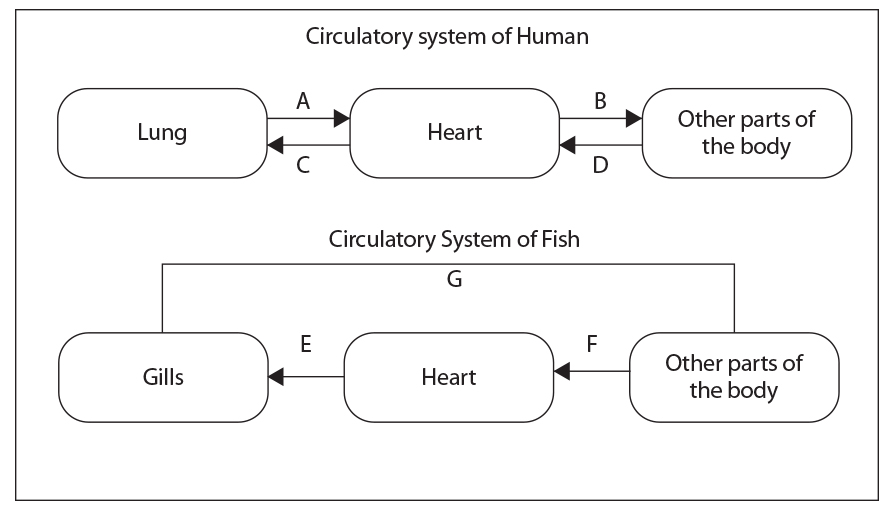 Circulatory system of Human
A
B
Lung
Heart
Other parts of
the body
C
D
Circulatory System of Fish
G
E
F
Gills
Heart
Other parts of
the body